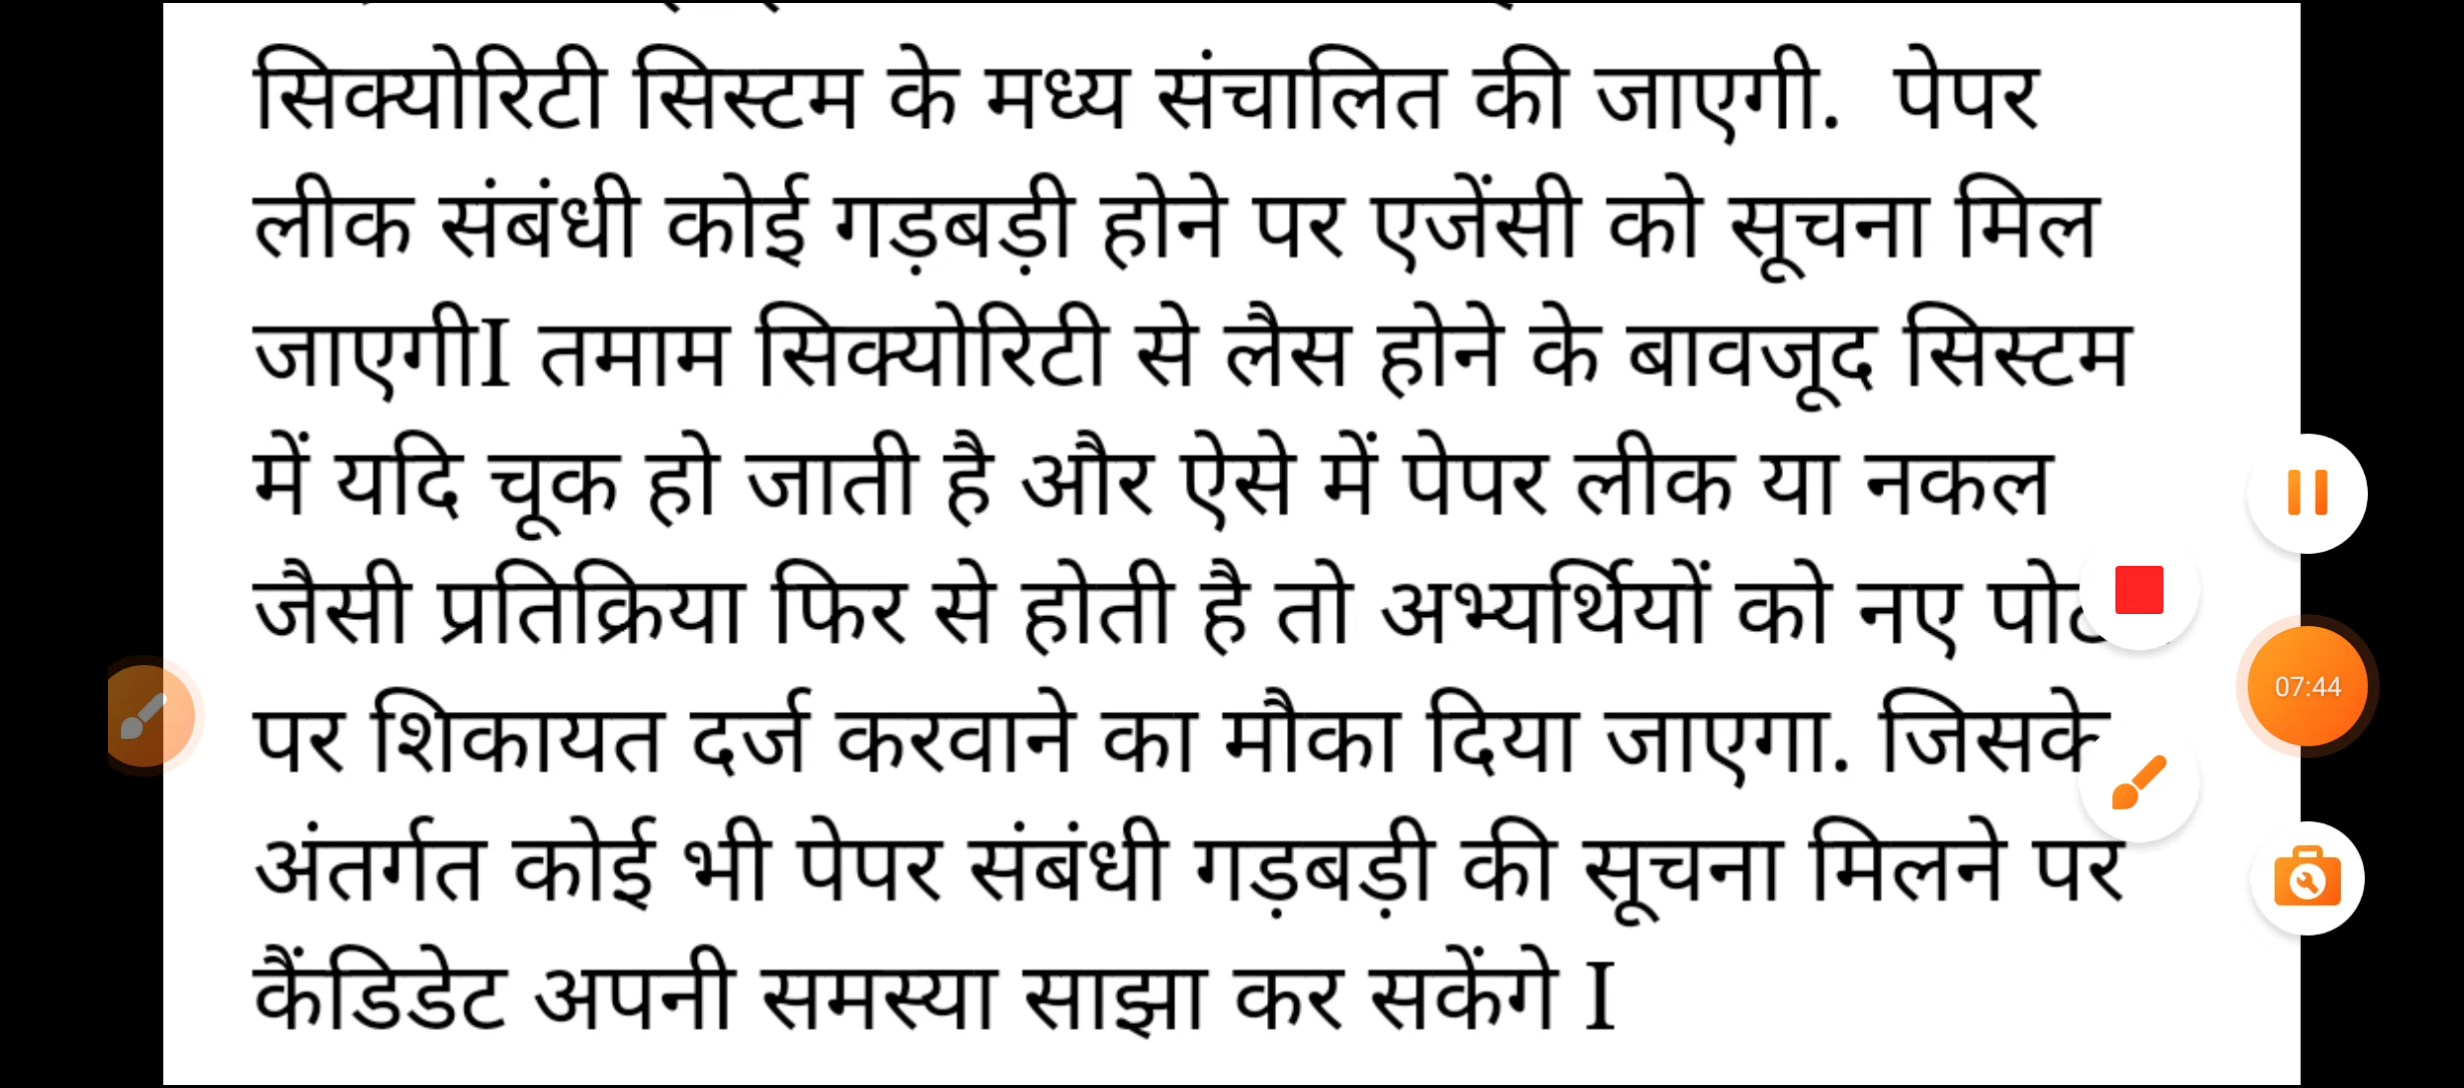 सिक्योरिटी सिस्टम के मध्य संचालित की जाएगी. पेपर
लीक संबंधी कोई गड़बड़ी होने पर एजेंसी को सूचना मिल
जाएगीI तमाम सिक्योरिटी से लैस होने के बावजूद सिस्टम
में यदि चूक हो जाती है और ऐसे में पेपर लीक या नकल
जैसी प्रतिक्रिया फिर से होती है तो अभ्यर्थियों को नए
पर शिकायत दर्ज करवाने का मौका दिया जाएगा. जिसके
07:44
अंतर्गत कोई भी पेपर संबंधी गड़बड़ी की सूचना मिलने पर
कैंडिडेट अपनी समस्या साझा कर सकेंगे I